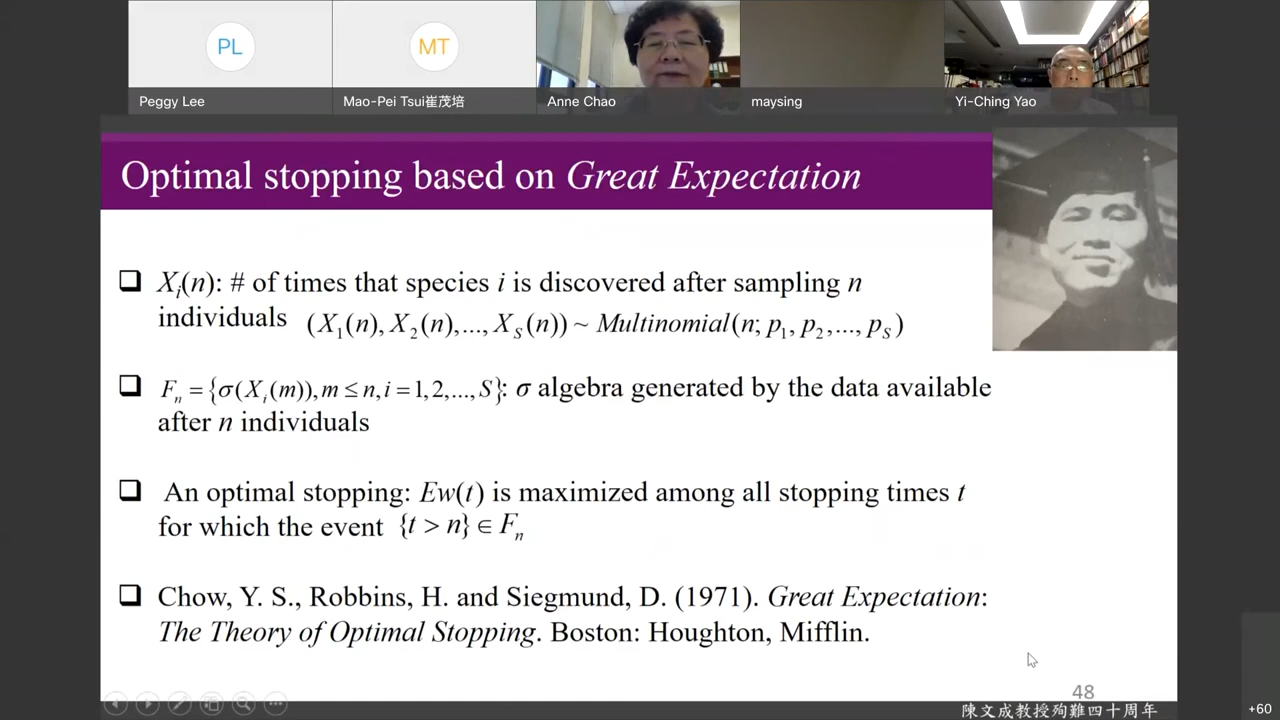 PL
MT
Peggy Lee
Mao-Pei Tsui崔茂培
Anne Chao
maysing
Yi-Ching Yao
Optimal stopping based on Great Expectation
❑ Xᵢ(n): # of times that species i is discovered after sampling n
individuals (X₁(n), X₂(n),..., X_S(n)) ~ Multinomial(n; p₁, p₂,..., p_S)
❑ Fₙ = {σ(Xᵢ(m)), m ≤ n, i = 1, 2,..., S}: σ algebra generated by the data available
after n individuals
❑ An optimal stopping: Ew(t) is maximized among all stopping times t
for which the event {t > n} ∈ Fₙ
❑ Chow, Y. S., Robbins, H. and Siegmund, D. (1971). Great Expectation:
The Theory of Optimal Stopping. Boston: Houghton, Mifflin.
48
陳文成教授殉難四十周年
+60